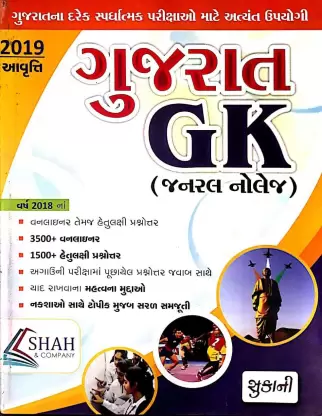 ગુજરાતના દરેક સ્પર્ધાત્મક પરીક્ષાઓ માટે અત્યંત ઉપયોગી
2019
આવૃત્તિ
ગુજરાત
GK
(જનરલ નોલેજ)
વર્ષ 2018 નાં
વનલાઇનર તેમજ હેતુલક્ષી પ્રશ્નોત્તર
3500+ વનલાઇનર
1500+ હેતુલક્ષી પ્રશ્નોત્તર
અગાઉની પરીક્ષામાં પૂછાયેલ પ્રશ્નોત્તર જવાબ સાથે
યાદ રાખવાના મહત્વના મુદ્દાઓ
નકશાઓ સાથે ટોપીક મુજબ સરળ સમજૂતી
SHAH
& COMPANY
સુકાની